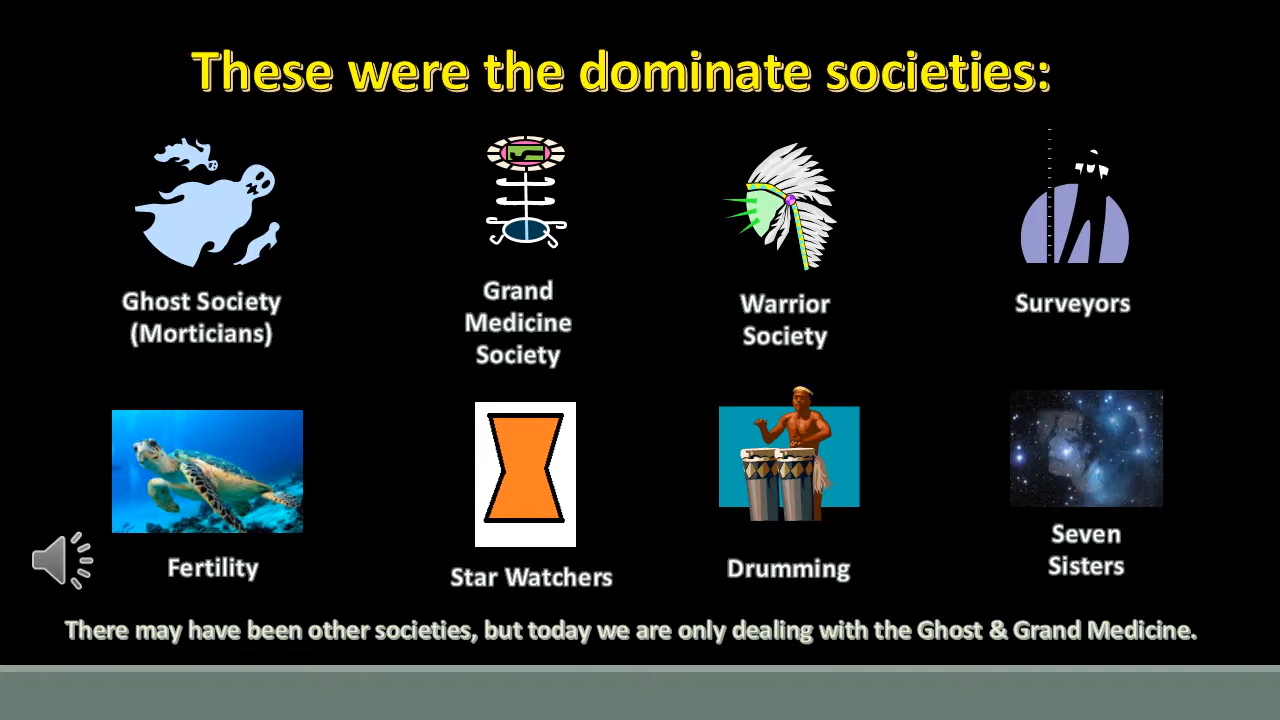 These were the dominate societies:
Ghost Society
(Morticians)
Grand
Medicine
Society
Warrior
Society
Surveyors
Fertility
Star Watchers
Drumming
Seven
Sisters
There may have been other societies, but today we are only dealing with the Ghost & Grand Medicine.